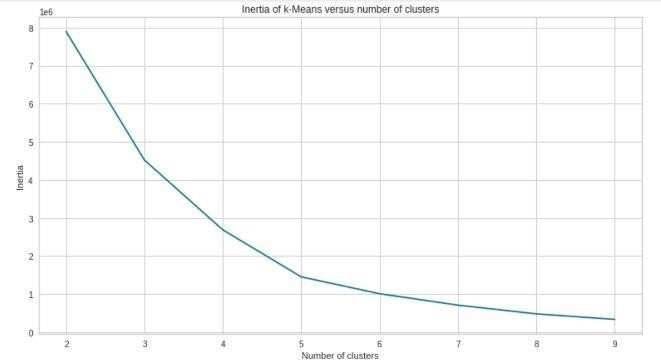 Inertia of k-Means versus number of clusters
1e6
8
7
6
5
4
3
2
1
0
Inertia
2 3 4 5 6 7 8 9
Number of clusters